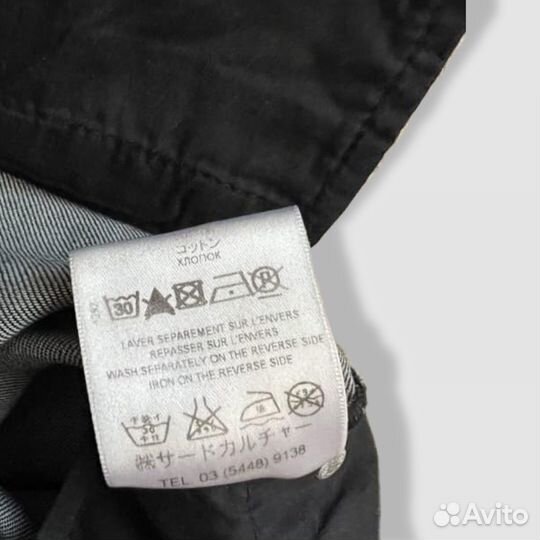 コットン
ХЛОПОК
30
LAVER SEPAREMENT SUR L'ENVERS
REPASSER SUR L'ENVERS
WASH SEPARATELY ON THE REVERSE SIDE
IRON ON THE REVERSE SIDE
㈱サードカルチャー
TEL 03 (5448) 9138
Avito